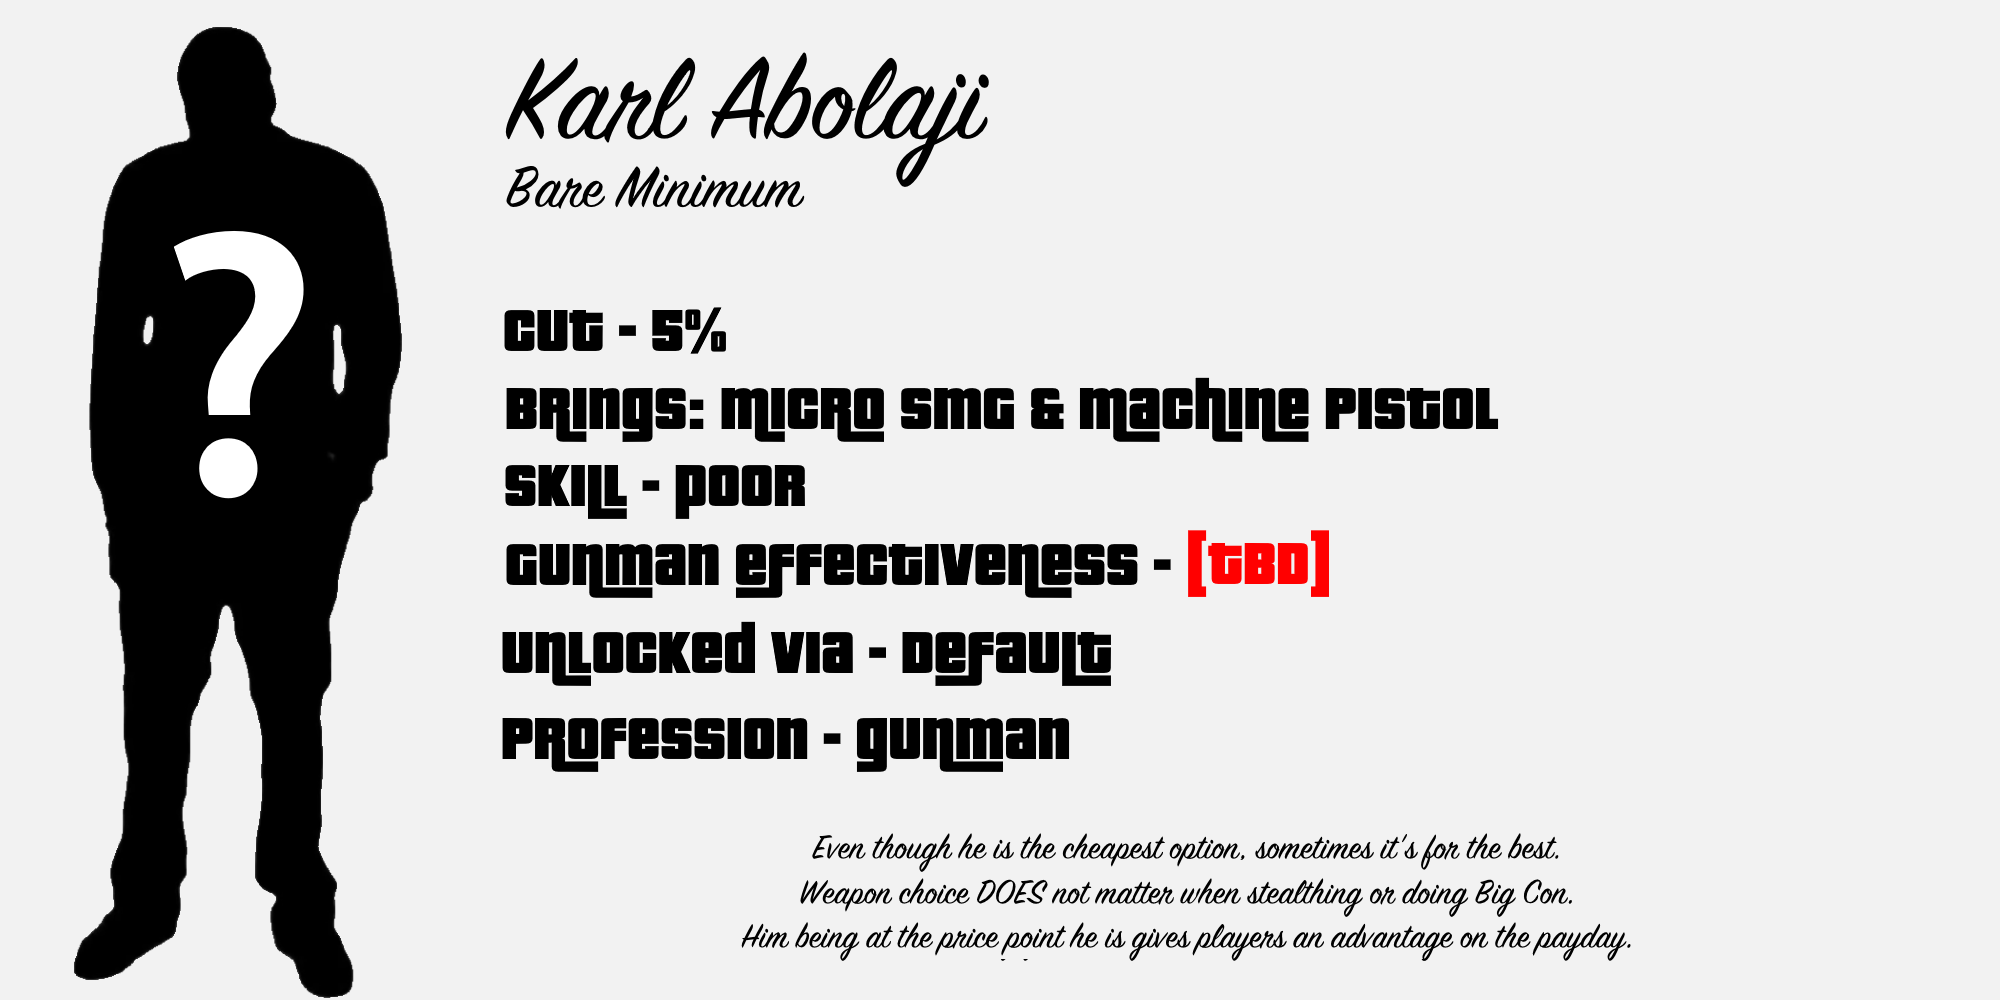 Karl Abolaji
Bare Minimum
?
Cut - 5%
Brings: Micro SMG & Machine Pistol
Skill - Poor
Gunman Effectiveness - [TBD]
Unlocked Via - Default
Profession - Gunman
Even though he is the cheapest option, sometimes it's for the best.
Weapon choice DOES not matter when stealthing or doing Big Con.
Him being at the price point he is gives players an advantage on the payday.